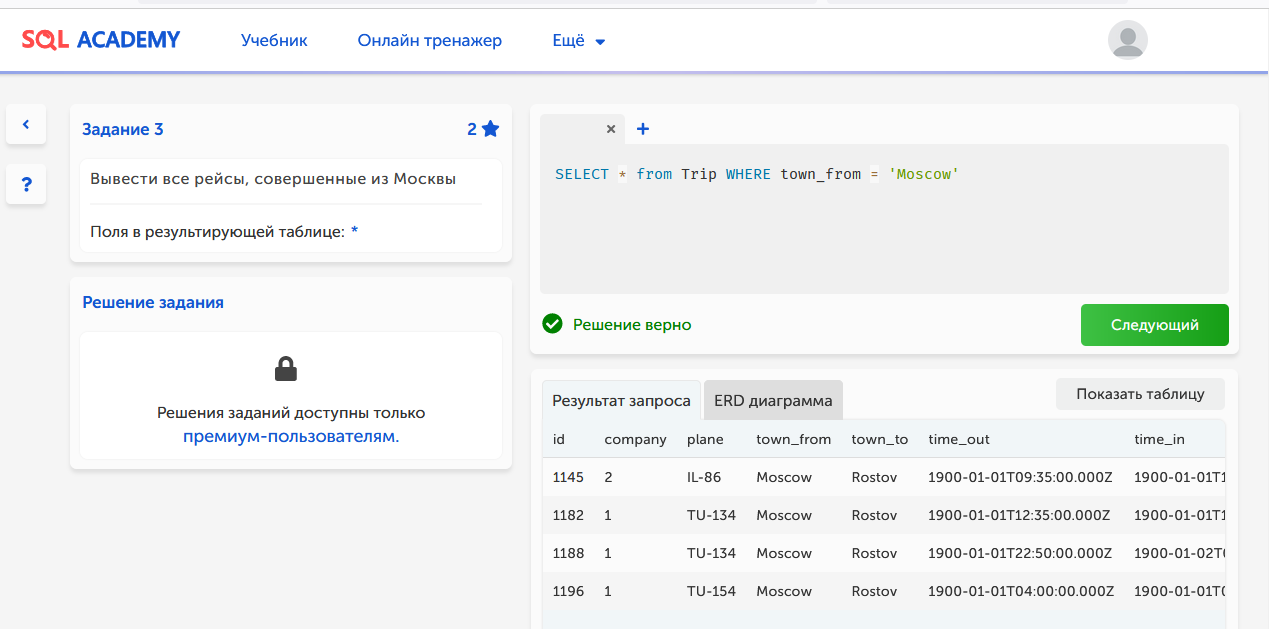 SQL ACADEMY
Учебник
Онлайн тренажер
Ещё
Задание 3
2
Вывести все рейсы, совершенные из Москвы
Поля в результирующей таблице: *
?
Решение задания
Решения заданий доступны только
премиум-пользователям.
× +
SELECT * from Trip WHERE town_from = 'Moscow'
Решение верно
Следующий
Результат запроса
ERD диаграмма
Показать таблицу
id company plane town_from town_to time_out time_in
1145 2 IL-86 Moscow Rostov 1900-01-01T09:35:00.000Z 1900-01-01T1
1182 1 TU-134 Moscow Rostov 1900-01-01T12:35:00.000Z 1900-01-01T1
1188 1 TU-134 Moscow Rostov 1900-01-01T22:50:00.000Z 1900-01-02T0
1196 1 TU-154 Moscow Rostov 1900-01-01T04:00:00.000Z 1900-01-01T0